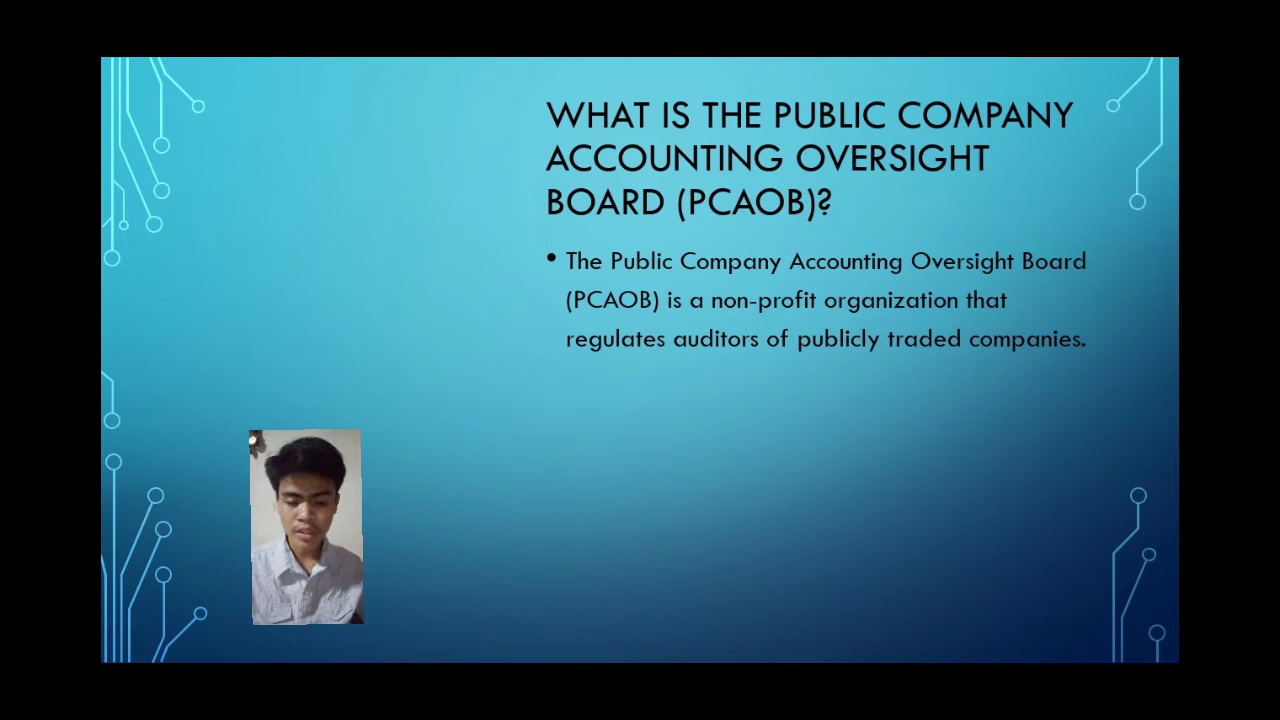 WHAT IS THE PUBLIC COMPANY
ACCOUNTING OVERSIGHT
BOARD (PCAOB)?
• The Public Company Accounting Oversight Board
(PCAOB) is a non-profit organization that
regulates auditors of publicly traded companies.